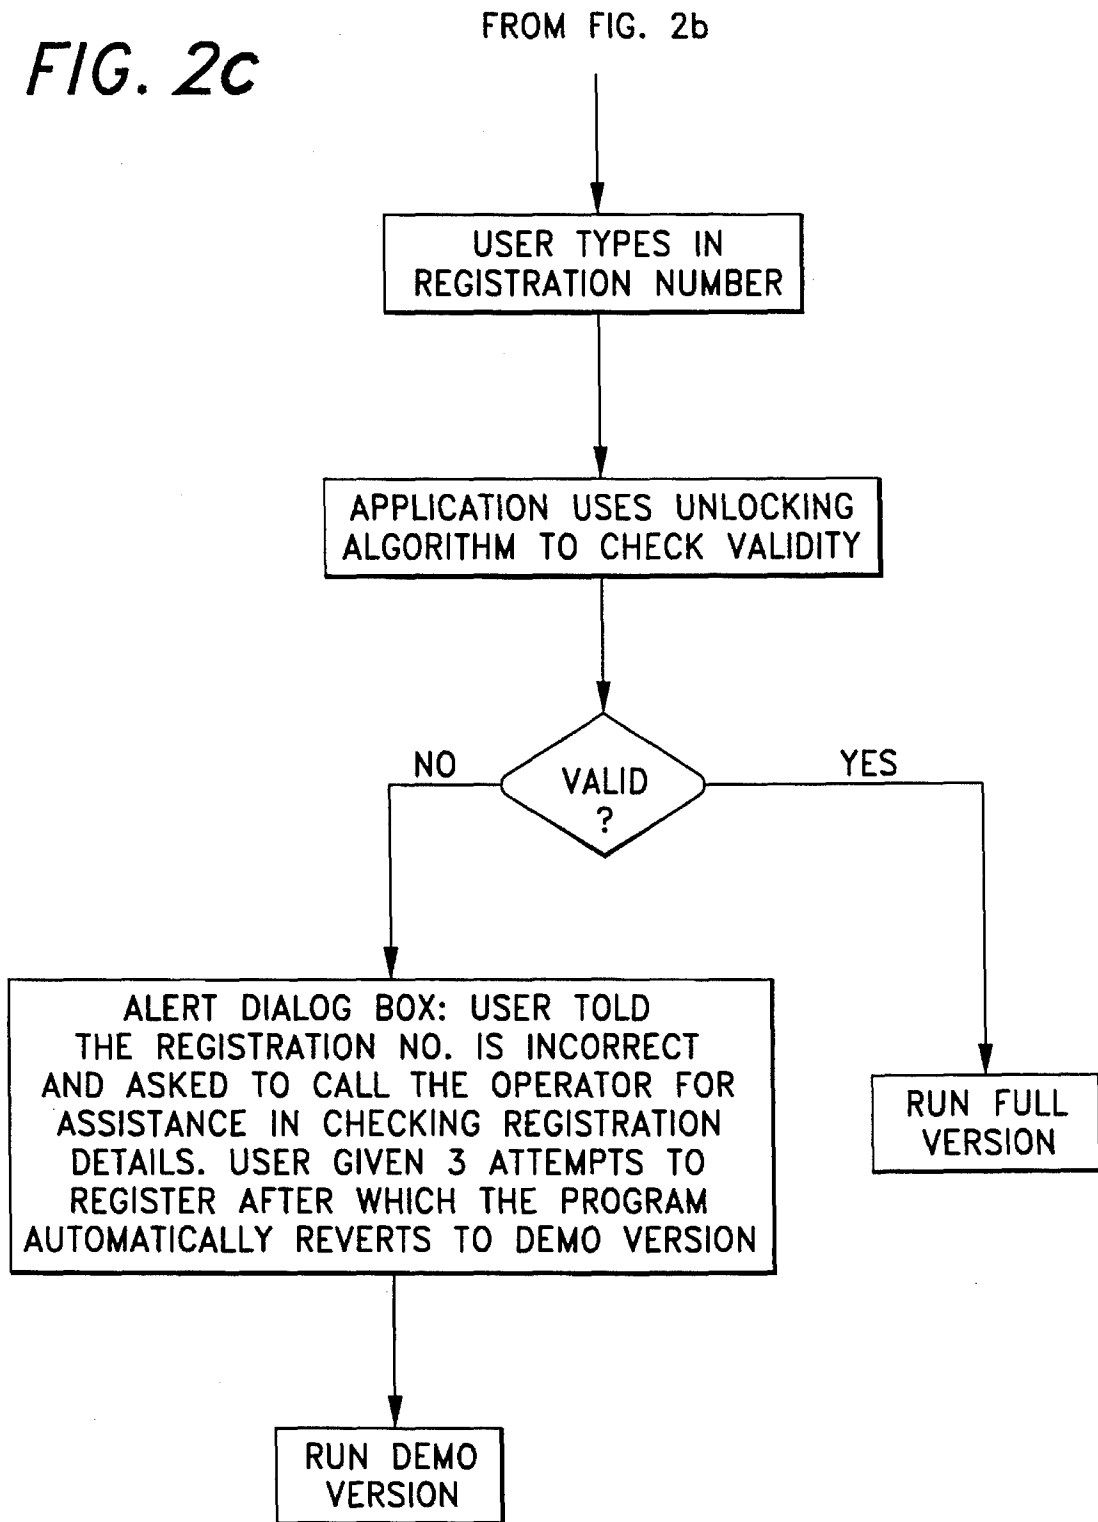 FROM FIG. 2b
FIG. 2c
USER TYPES IN
REGISTRATION NUMBER
APPLICATION USES UNLOCKING
ALGORITHM TO CHECK VALIDITY
NO
VALID
?
YES
ALERT DIALOG BOX: USER TOLD
THE REGISTRATION NO. IS INCORRECT
AND ASKED TO CALL THE OPERATOR FOR
ASSISTANCE IN CHECKING REGISTRATION
DETAILS. USER GIVEN 3 ATTEMPTS TO
REGISTER AFTER WHICH THE PROGRAM
AUTOMATICALLY REVERTS TO DEMO VERSION
RUN FULL
VERSION
RUN DEMO
VERSION